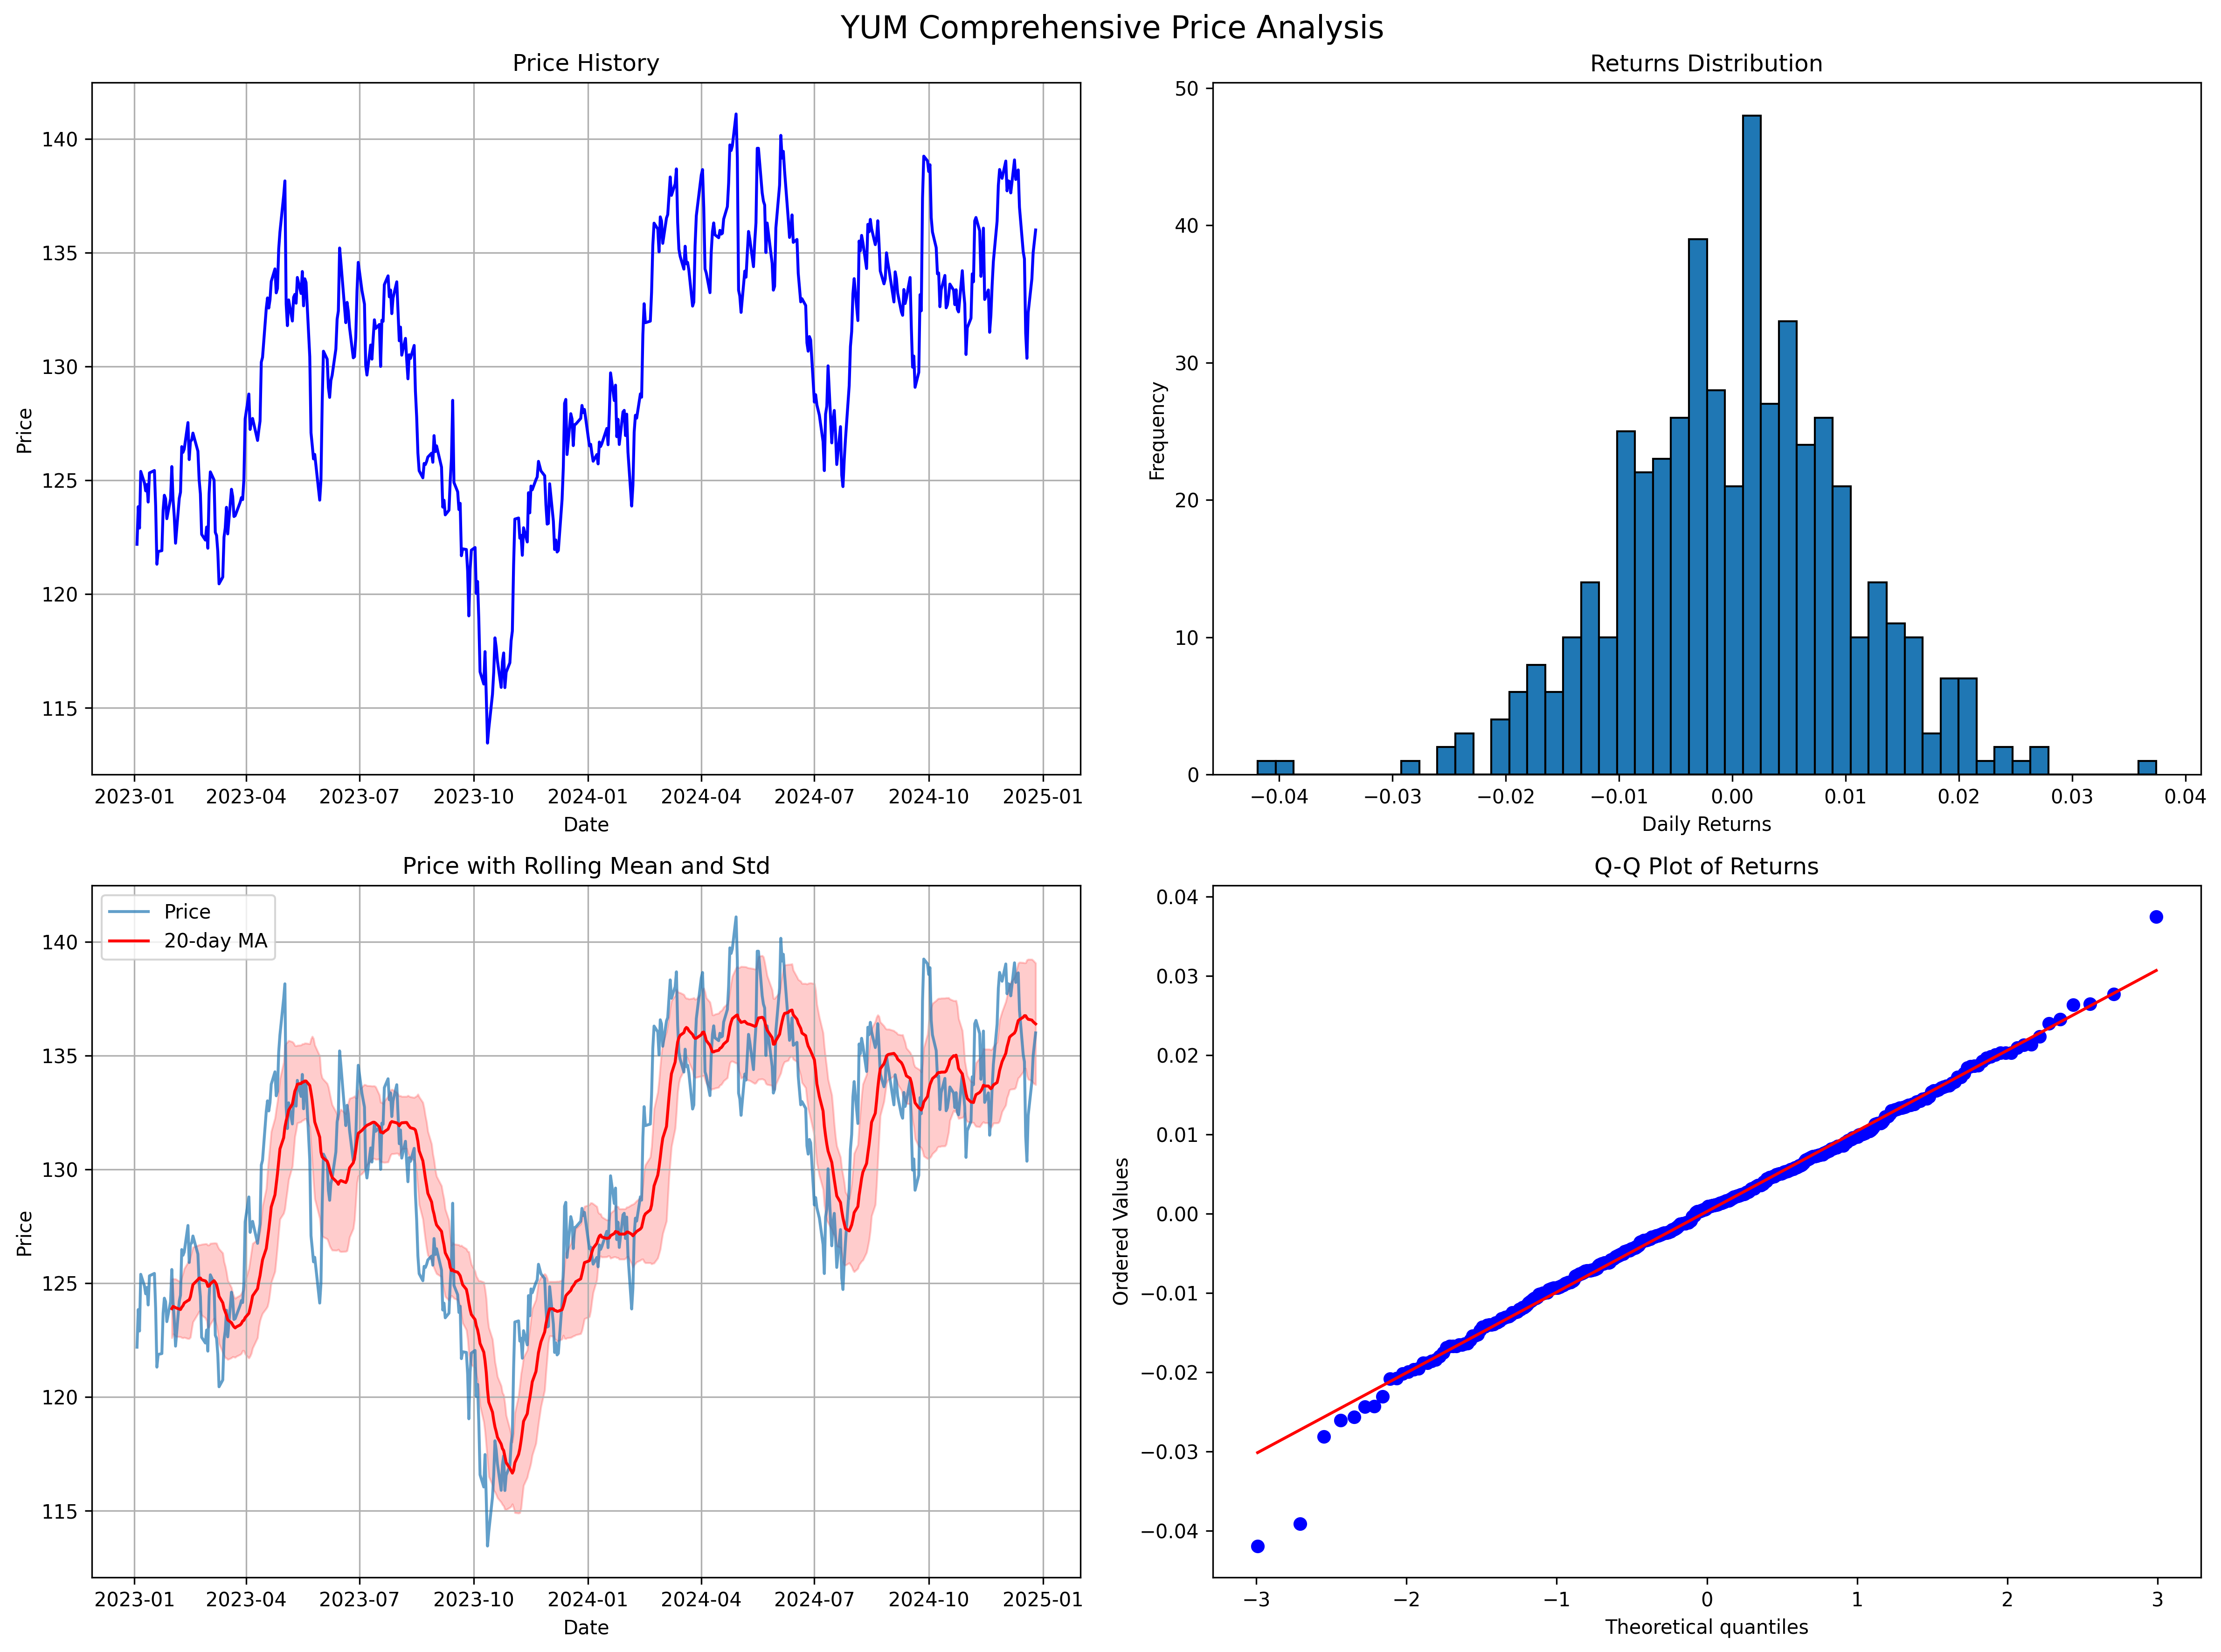 YUM Comprehensive Price Analysis
Price History
Price
140
135
130
125
120
115
2023-01 2023-04 2023-07 2023-10 2024-01 2024-04 2024-07 2024-10 2025-01
Date
Returns Distribution
Frequency
50
40
30
20
10
0
−0.04 −0.03 −0.02 −0.01 0.00 0.01 0.02 0.03 0.04
Daily Returns
Price with Rolling Mean and Std
Price
20-day MA
Price
140
135
130
125
120
115
2023-01 2023-04 2023-07 2023-10 2024-01 2024-04 2024-07 2024-10 2025-01
Date
Q-Q Plot of Returns
Ordered Values
0.04
0.03
0.02
0.01
0.00
−0.01
−0.02
−0.03
−0.04
−3 −2 −1 0 1 2 3
Theoretical quantiles